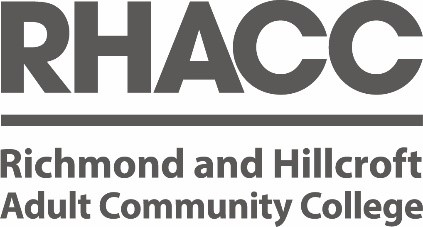 RHACC
Richmond and Hillcroft
Adult Community College